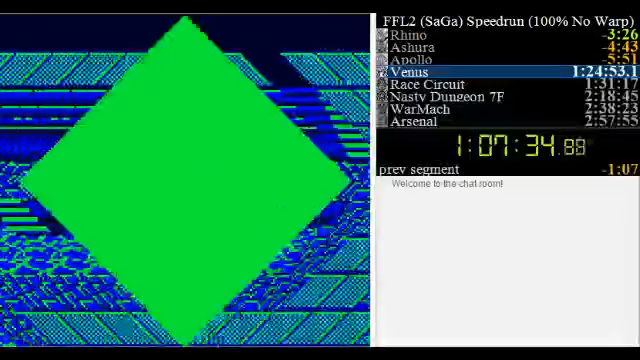 FFL2 (SaGa) Speedrun (100% No Warp)
Rhino -3:26
Ashura -4:43
Apollo -5:51
Venus 1:24:53.1
Race Circuit 1:31:17
Nasty Dungeon 7F 2:18:45
WarMach 2:38:23
Arsenal 2:57:55
1:07:34.88
prev segment -1:07
Welcome to the chat room!